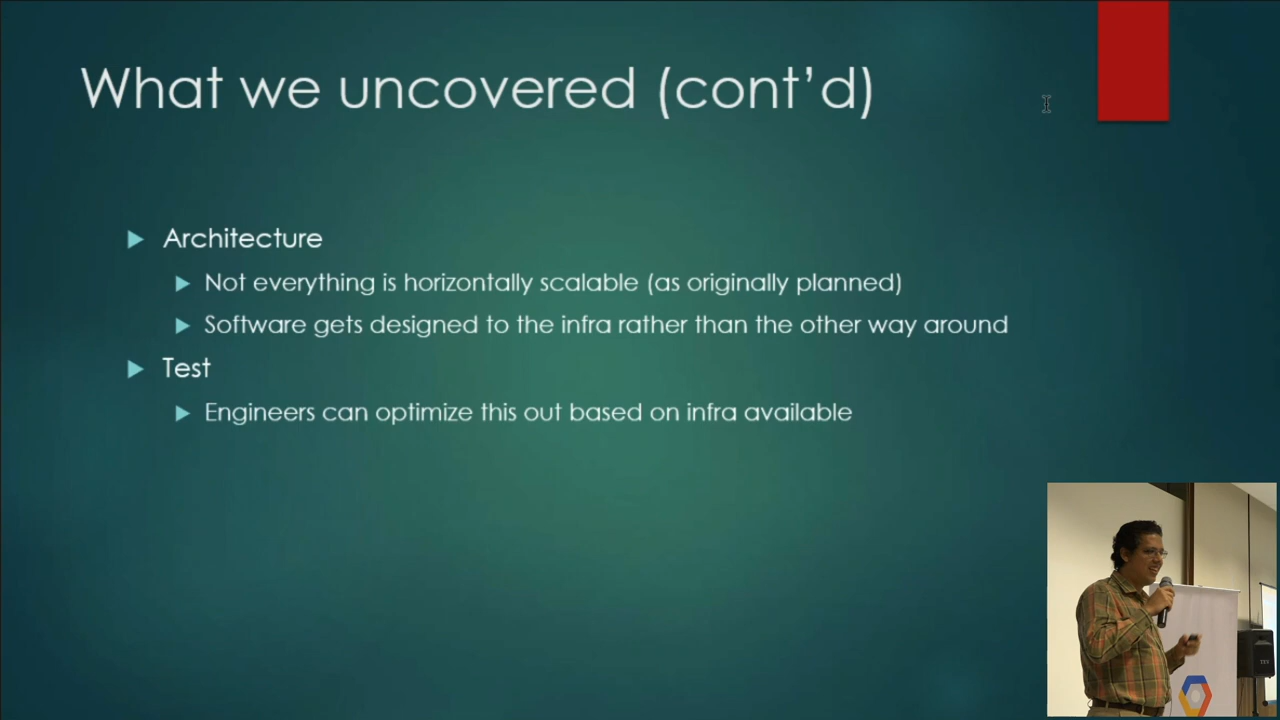 What we uncovered (cont'd)
Architecture
Not everything is horizontally scalable (as originally planned)
Software gets designed to the infra rather than the other way around
Test
Engineers can optimize this out based on infra available